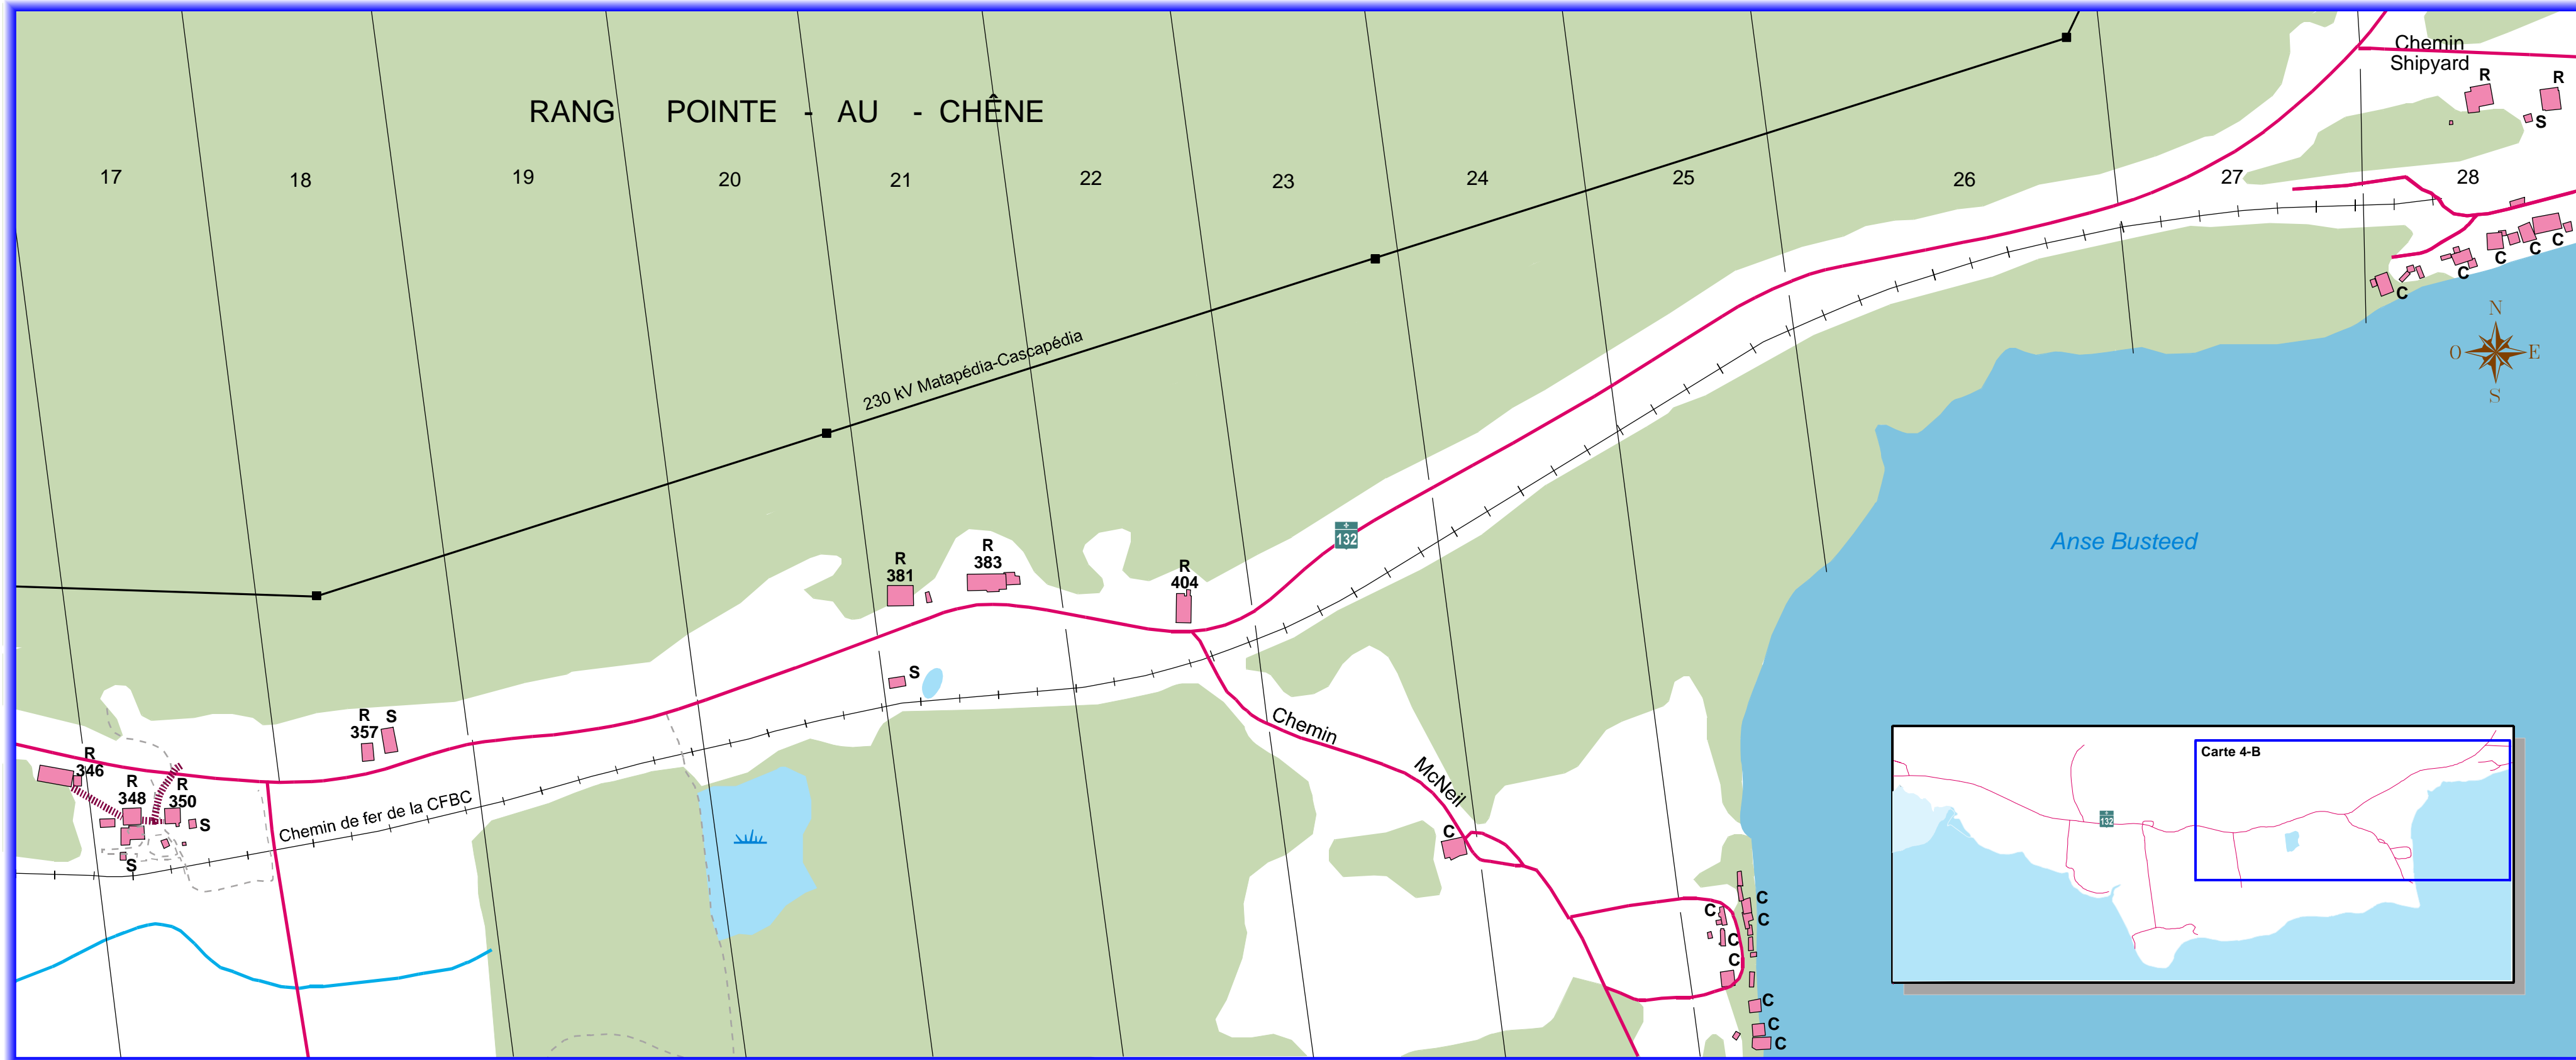 Chemin
Shipyard
R
R
S
RANG POINTE - AU - CHÊNE
17
18
19
20
21
22
23
24
25
26
27
28
C
C
C
C
C
N
O
E
S
230 kV Matapédia-Cascapédia
132
Anse Busteed
R
381
R
383
R
404
S
R
357
S
R
346
R
348
R
350
S
S
Chemin de fer de la CFBC
Chemin
McNeil
C
C
C
C
C
C
C
C
C
Carte 4-B
132